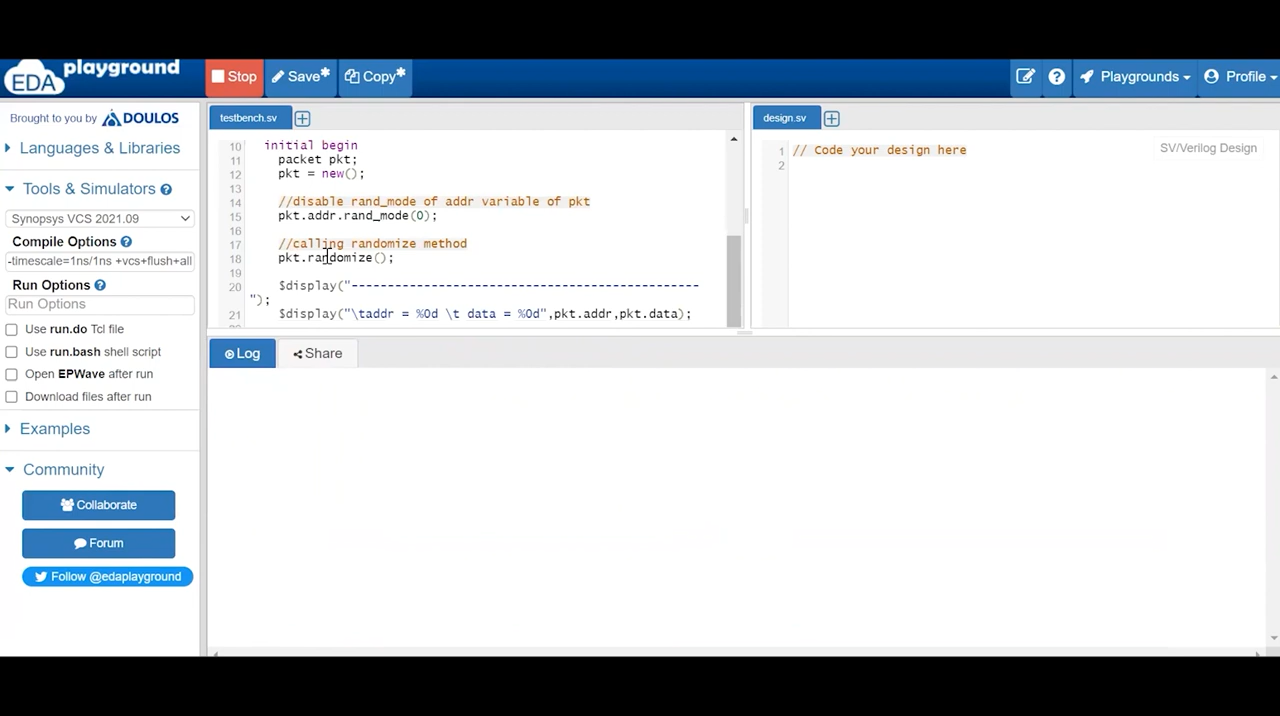 EDA playground
Stop
Save*
Copy*
Playgrounds
Profile
Brought to you by DOULOS
Languages & Libraries
Tools & Simulators
Synopsys VCS 2021.09
Compile Options
-timescale=1ns/1ns +vcs+flush+all
Run Options
Run Options
Use run.do Tcl file
Use run.bash shell script
Open EPWave after run
Download files after run
Examples
Community
Collaborate
Forum
Follow @edaplayground
testbench.sv
10 initial begin
11 packet pkt;
12 pkt = new();
13
14 //disable rand_mode of addr variable of pkt
15 pkt.addr.rand_mode(0);
16
17 //calling randomize method
18 pkt.randomize();
19
20 $display("------------------------------------------------
");
21 $display("\taddr = %0d \t data = %0d",pkt.addr,pkt.data);
design.sv
1 // Code your design here
2
SV/Verilog Design
Log
Share